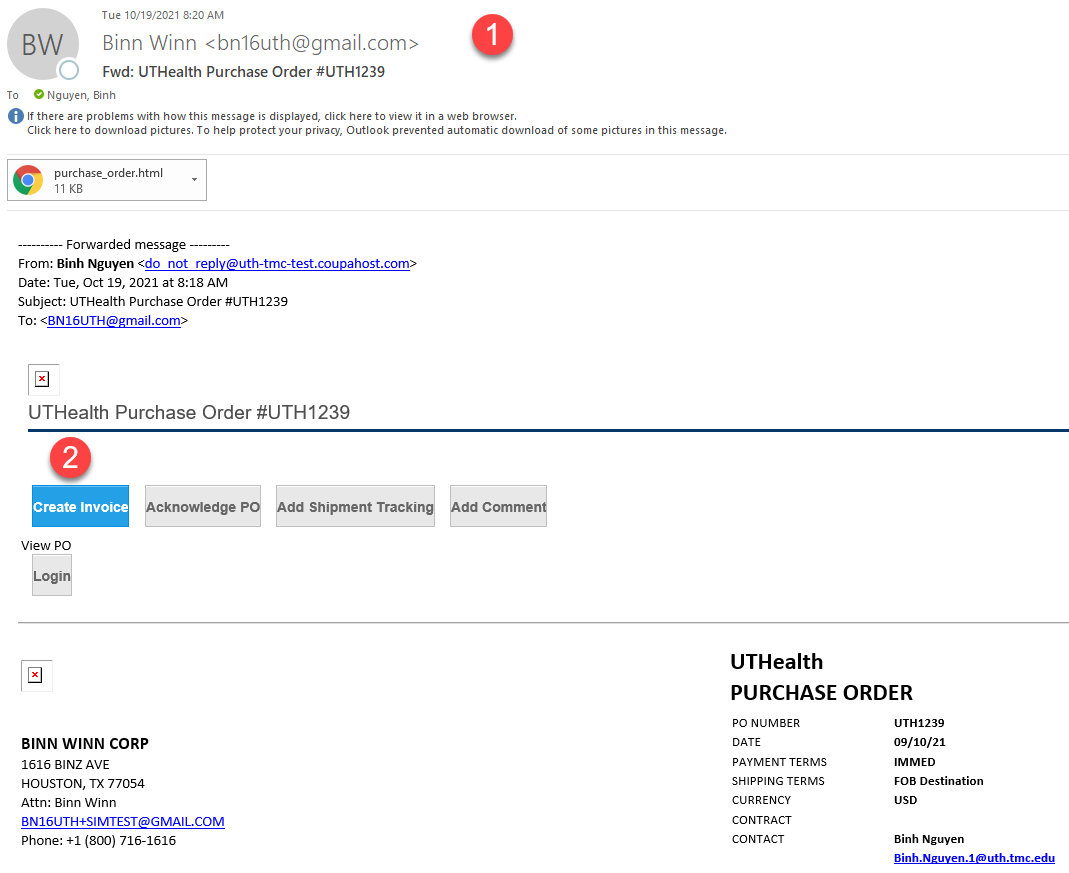 Tue 10/19/2021 8:20 AM
BW
Binn Winn <bn16uth@gmail.com>
1
Fwd: UTHealth Purchase Order #UTH1239
To Nguyen, Binh
If there are problems with how this message is displayed, click here to view it in a web browser.
Click here to download pictures. To help protect your privacy, Outlook prevented automatic download of some pictures in this message.
purchase_order.html
11 KB
---------- Forwarded message ---------
From: Binh Nguyen <do_not_reply@uth-tmc-test.coupahost.com>
Date: Tue, Oct 19, 2021 at 8:18 AM
Subject: UTHealth Purchase Order #UTH1239
To: <BN16UTH@gmail.com>
UTHealth Purchase Order #UTH1239
2
Create Invoice Acknowledge PO Add Shipment Tracking Add Comment
View PO
Login
BINN WINN CORP
1616 BINZ AVE
HOUSTON, TX 77054
Attn: Binn Winn
BN16UTH+SIMTEST@GMAIL.COM
Phone: +1 (800) 716-1616
UTHealth
PURCHASE ORDER
PO NUMBER UTH1239
DATE 09/10/21
PAYMENT TERMS IMMED
SHIPPING TERMS FOB Destination
CURRENCY USD
CONTRACT
CONTACT Binh Nguyen
Binh.Nguyen.1@uth.tmc.edu